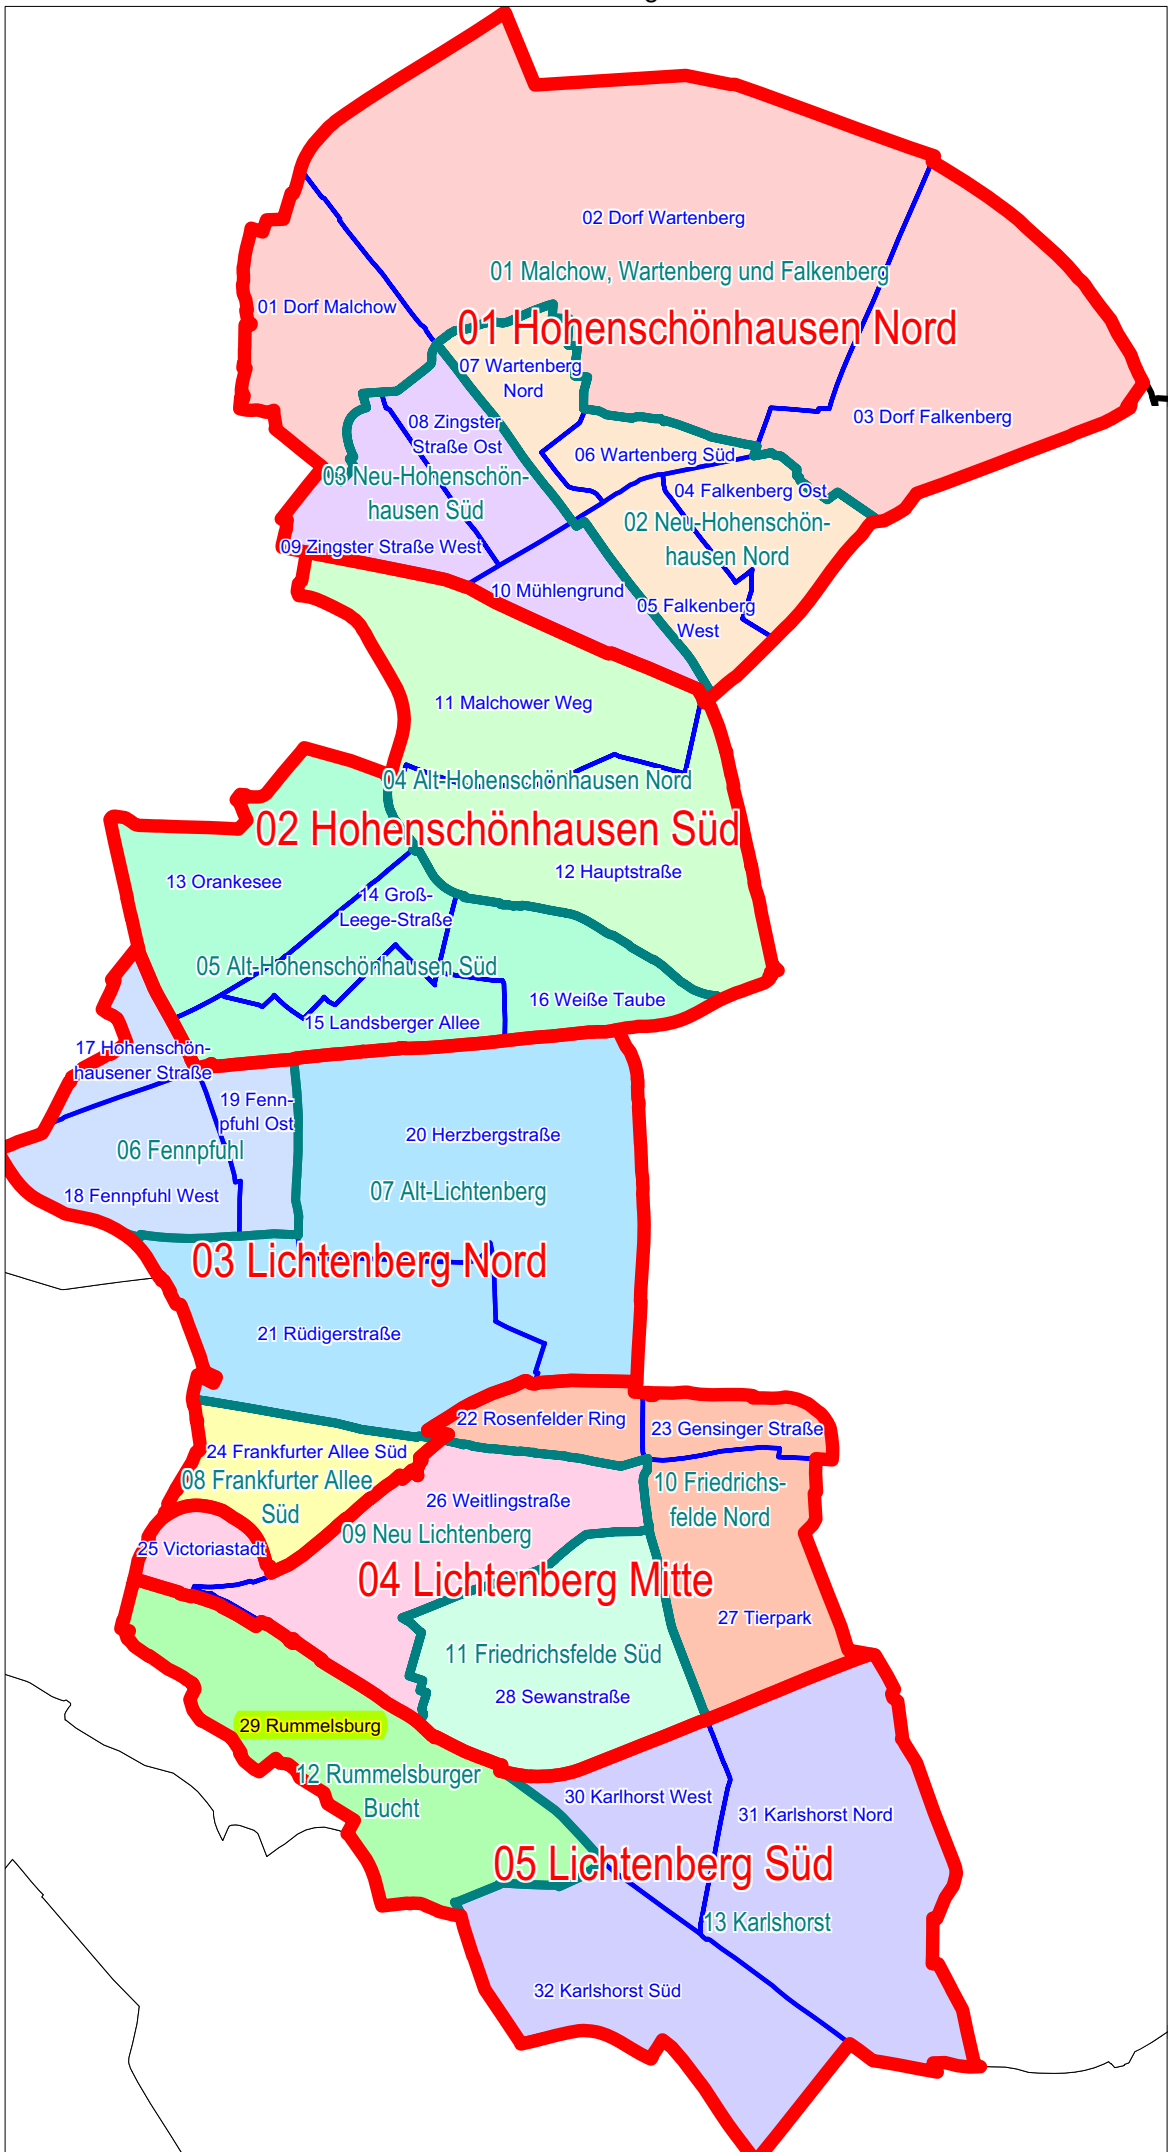 02 Dorf Wartenberg
01 Malchow, Wartenberg und Falkenberg
01 Dorf Malchow
01 Hohenschönhausen Nord
07 Wartenberg
Nord
03 Dorf Falkenberg
08 Zingster
Straße Ost
06 Wartenberg Süd
03 Neu-Hohenschön-
hausen Süd
04 Falkenberg Ost
02 Neu-Hohenschön-
hausen Nord
09 Zingster Straße West
10 Mühlengrund
05 Falkenberg
West
11 Malchower Weg
04 Alt-Hohenschönhausen Nord
02 Hohenschönhausen Süd
12 Hauptstraße
13 Orankesee
14 Groß-
Leege-Straße
05 Alt-Hohenschönhausen Süd
16 Weiße Taube
15 Landsberger Allee
17 Hohenschön-
hausener Straße
19 Fenn-
pfuhl Ost
20 Herzbergstraße
06 Fennpfuhl
18 Fennpfuhl West
07 Alt-Lichtenberg
03 Lichtenberg Nord
21 Rüdigerstraße
22 Rosenfelder Ring
23 Gensinger Straße
24 Frankfurter Allee Süd
08 Frankfurter Allee
Süd
10 Friedrichs-
felde Nord
26 Weitlingstraße
09 Neu Lichtenberg
25 Victoriastadt
04 Lichtenberg Mitte
27 Tierpark
11 Friedrichsfelde Süd
28 Sewanstraße
29 Rummelsburg
12 Rummelsburger
Bucht
30 Karlhorst West
31 Karlshorst Nord
05 Lichtenberg Süd
13 Karlshorst
32 Karlshorst Süd